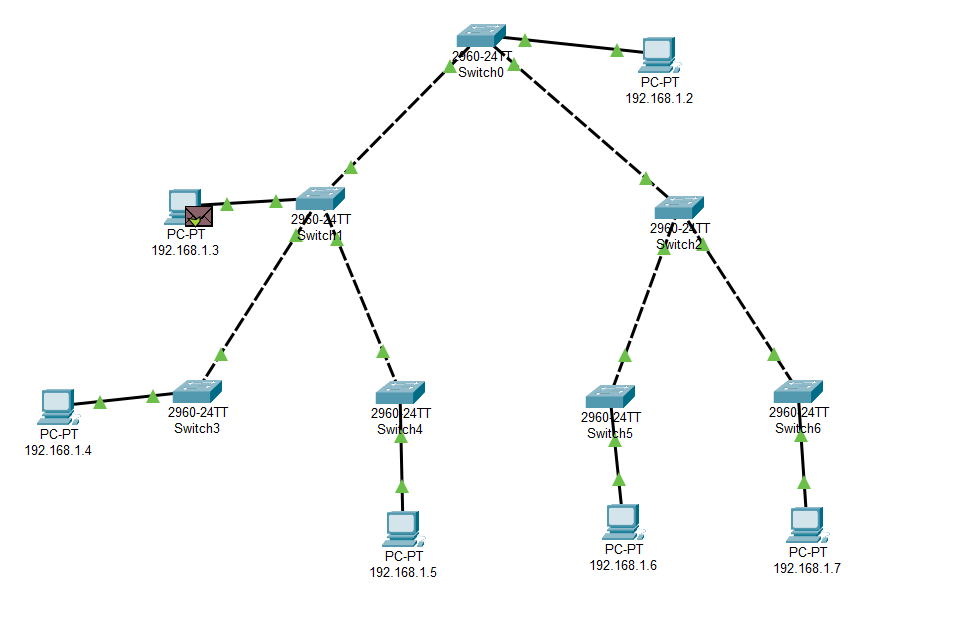 2960-24TT
Switch0
PC-PT
192.168.1.2
PC-PT
192.168.1.3
2960-24TT
Switch1
2960-24TT
Switch2
PC-PT
192.168.1.4
2960-24TT
Switch3
2960-24TT
Switch4
2960-24TT
Switch5
2960-24TT
Switch6
PC-PT
192.168.1.5
PC-PT
192.168.1.6
PC-PT
192.168.1.7